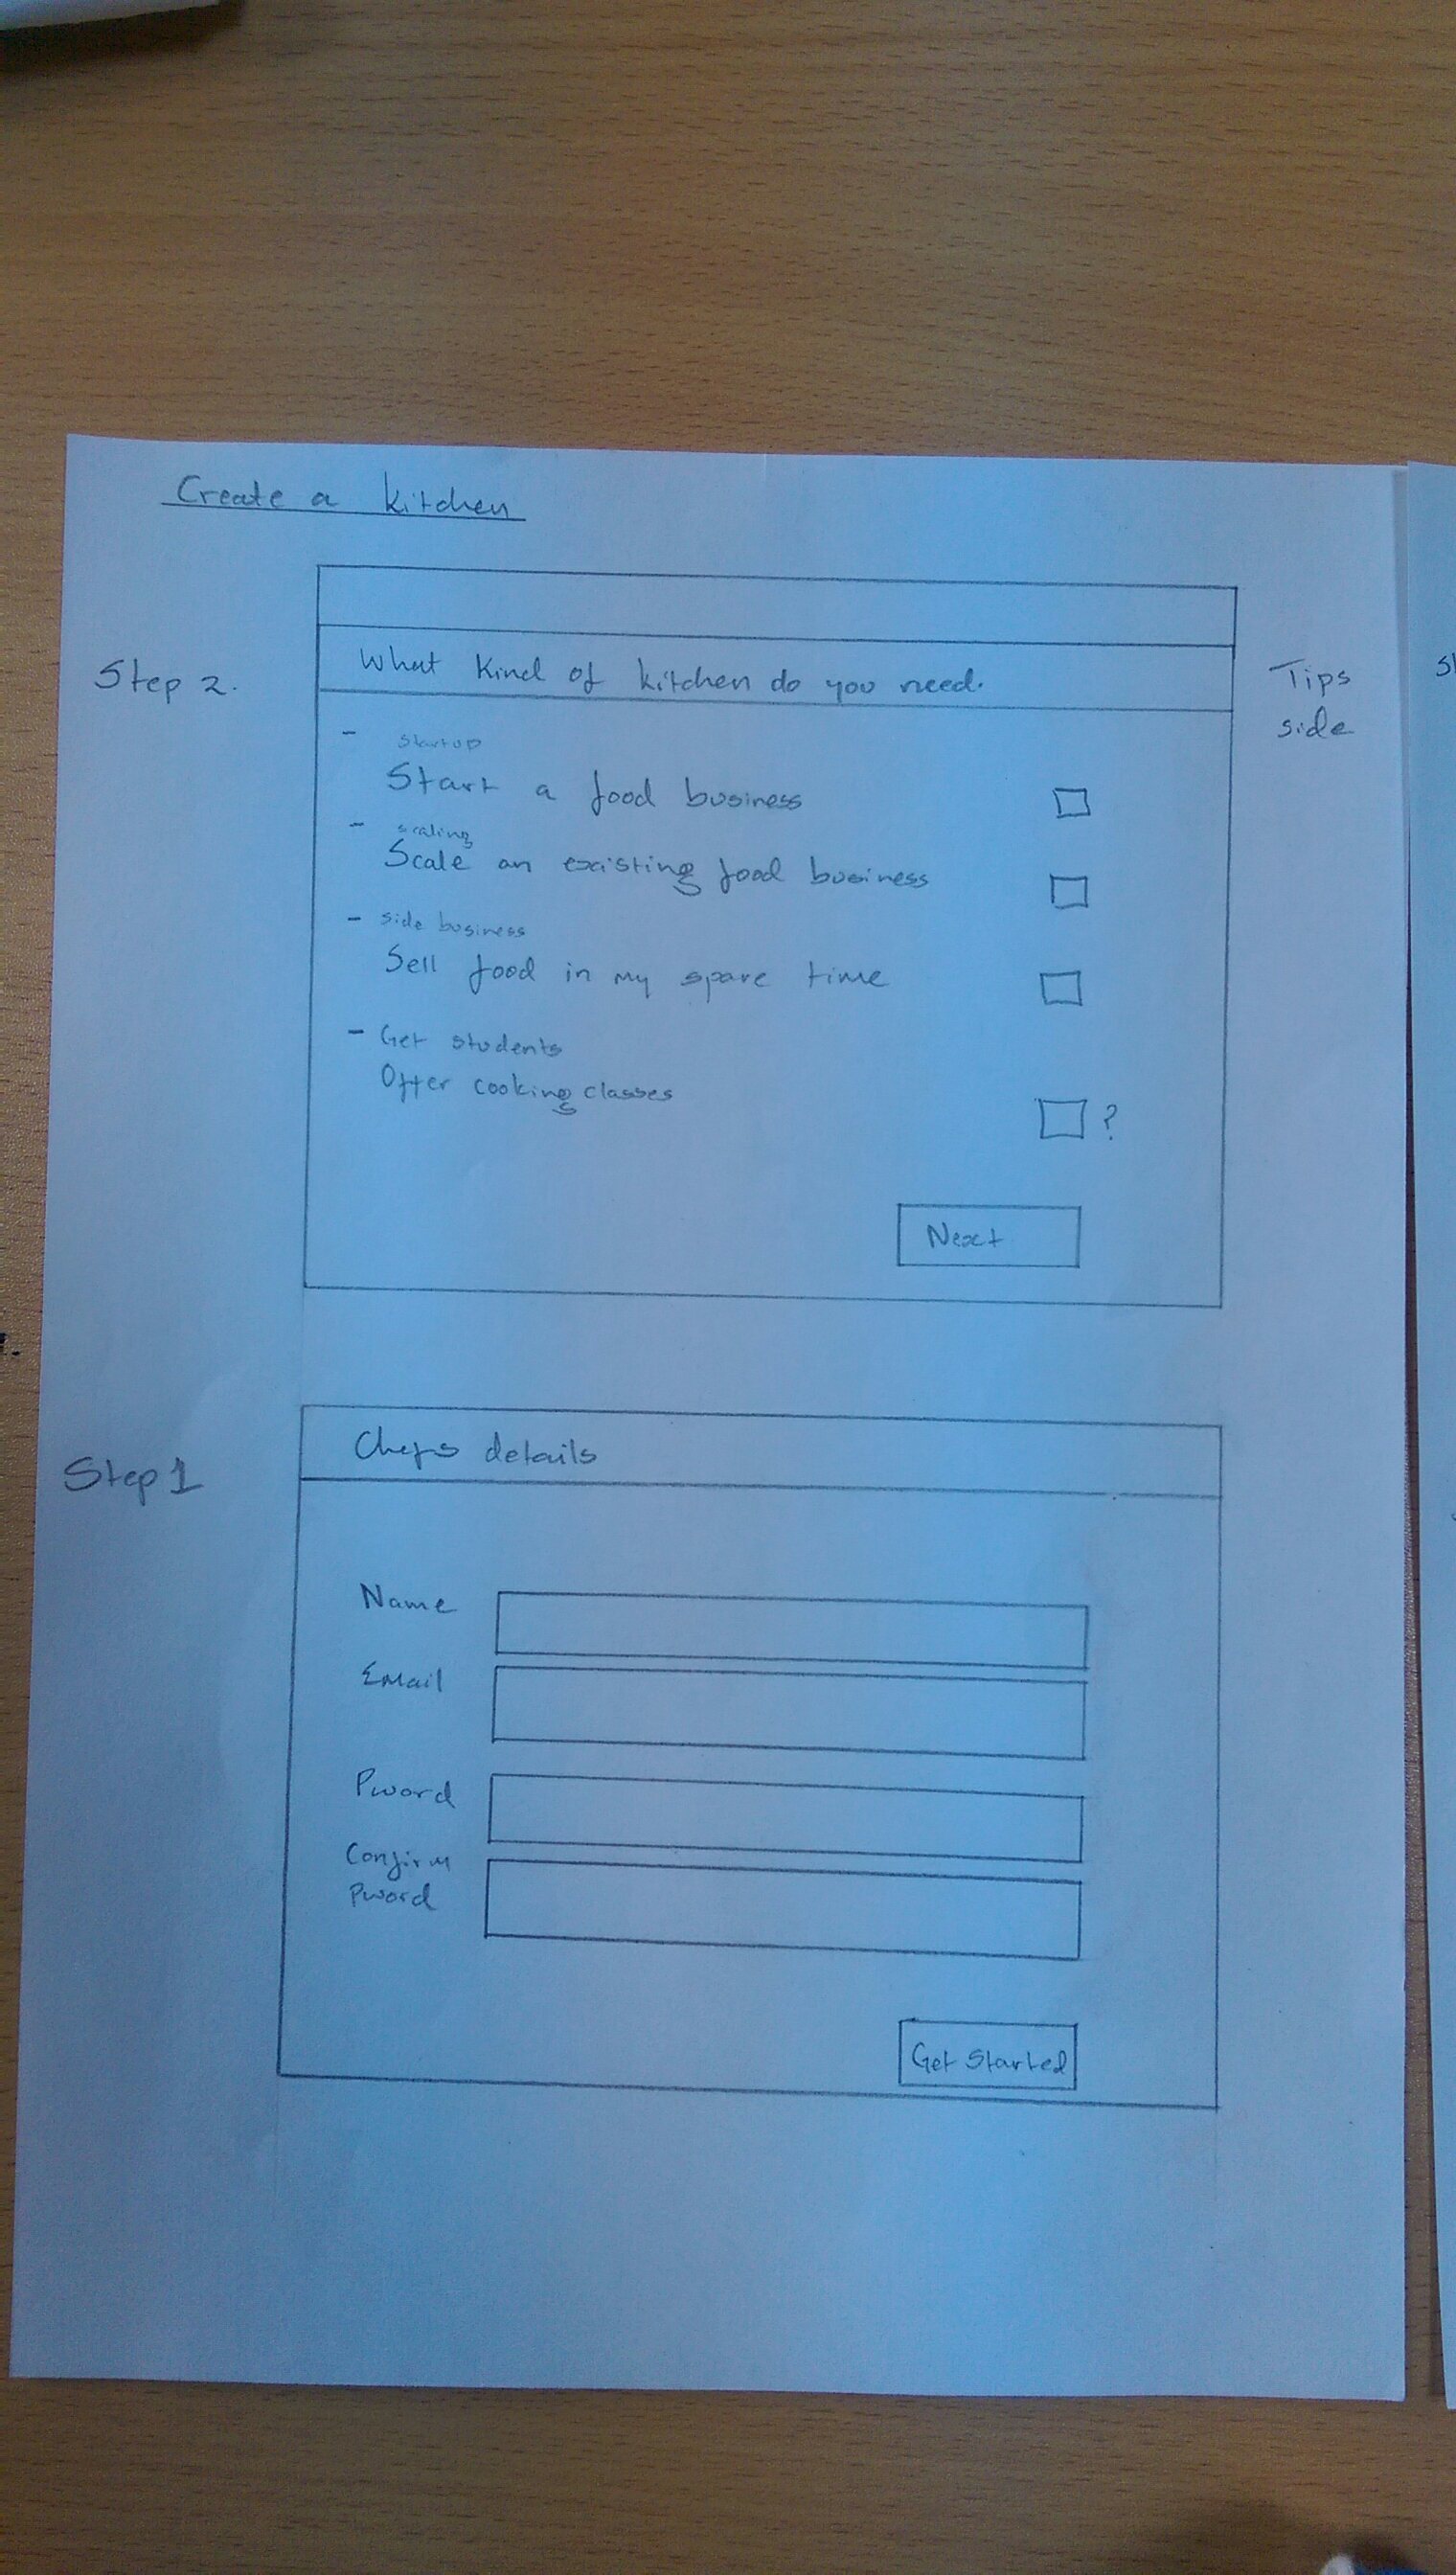 Create a kitchen
Step 2.
What kind of kitchen do you need.
Tips
side
- startup
Start a food business
- scaling
Scale an existing food business
- side business
Sell food in my spare time
- Get students
Offer cooking classes
?
Next
Step 1
Chefs details
Name
Email
Pword
Confirm
Pword
Get Started